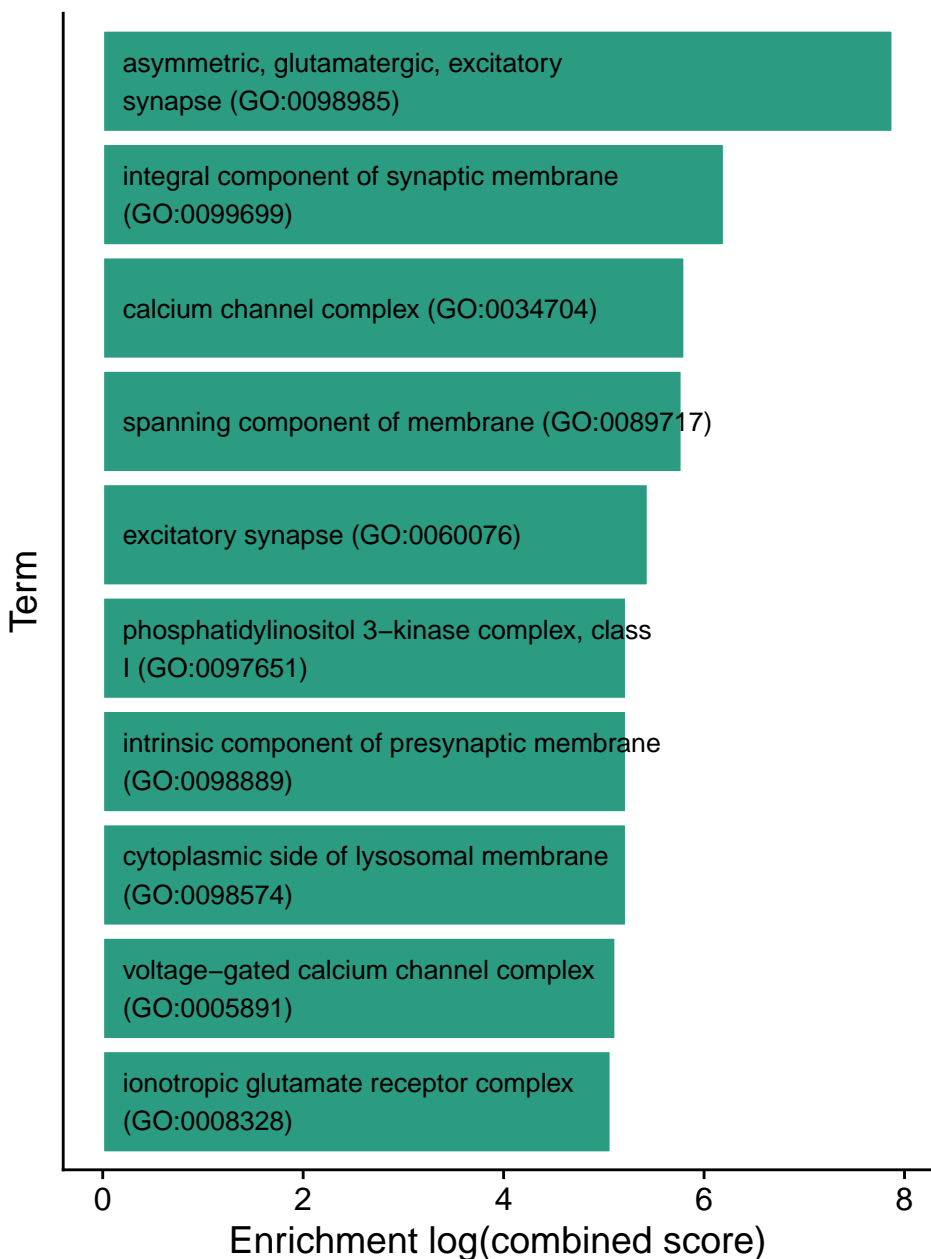 asymmetric, glutamatergic, excitatory
synapse (GO:0098985)
integral component of synaptic membrane
(GO:0099699)
calcium channel complex (GO:0034704)
spanning component of membrane (GO:0089717)
excitatory synapse (GO:0060076)
phosphatidylinositol 3−kinase complex, class
I (GO:0097651)
intrinsic component of presynaptic membrane
(GO:0098889)
cytoplasmic side of lysosomal membrane
(GO:0098574)
voltage−gated calcium channel complex
(GO:0005891)
ionotropic glutamate receptor complex
(GO:0008328)
Term
0 2 4 6 8
Enrichment log(combined score)